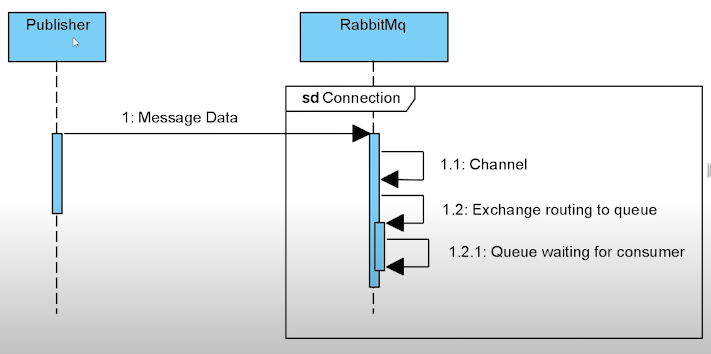 Publisher
RabbitMq
sd Connection
1: Message Data
1.1: Channel
1.2: Exchange routing to queue
1.2.1: Queue waiting for consumer